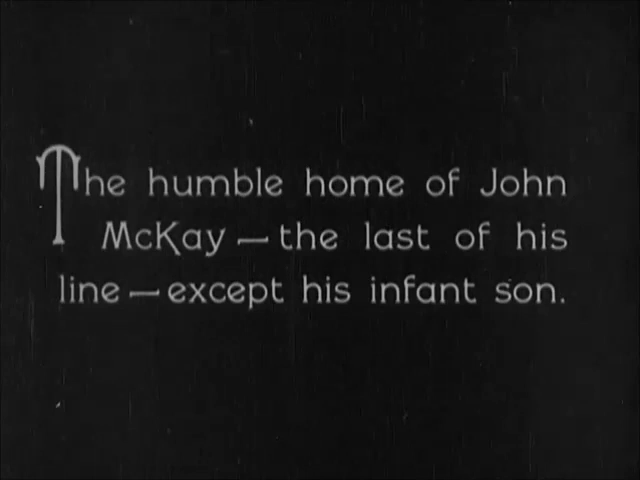 The humble home of John
McKay — the last of his
line — except his infant son.